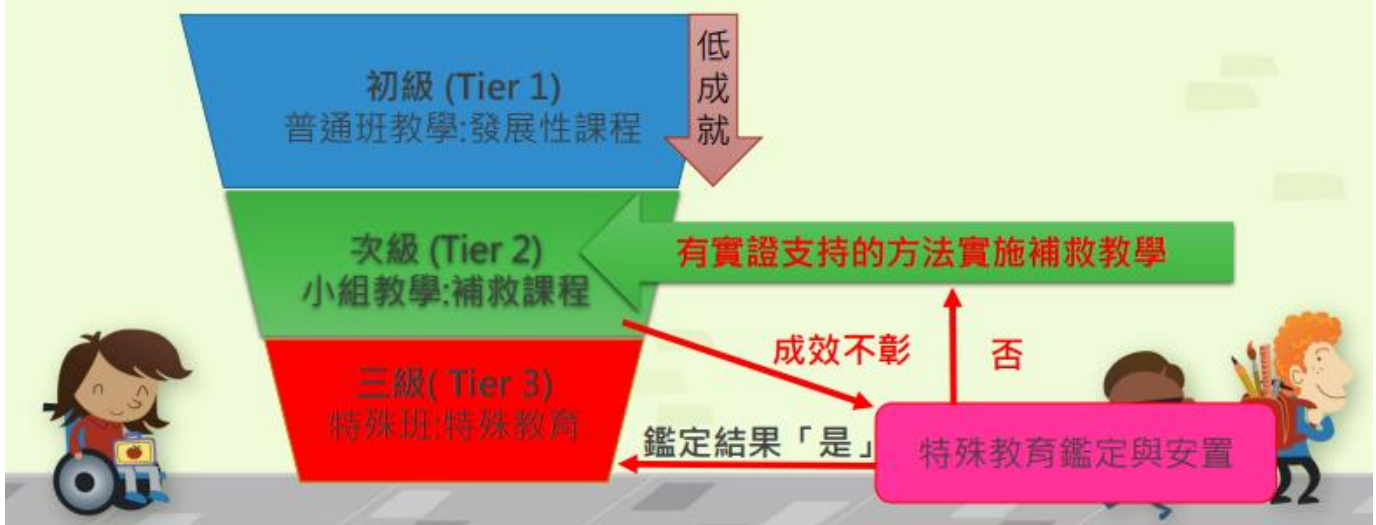 初級 (Tier 1)
普通班教學:發展性課程
低
成
就
次級 (Tier 2)
小組教學:補救課程
有實證支持的方法實施補救教學
成效不彰
否
三級( Tier 3)
特殊班:特殊教育
鑑定結果「是」
特殊教育鑑定與安置